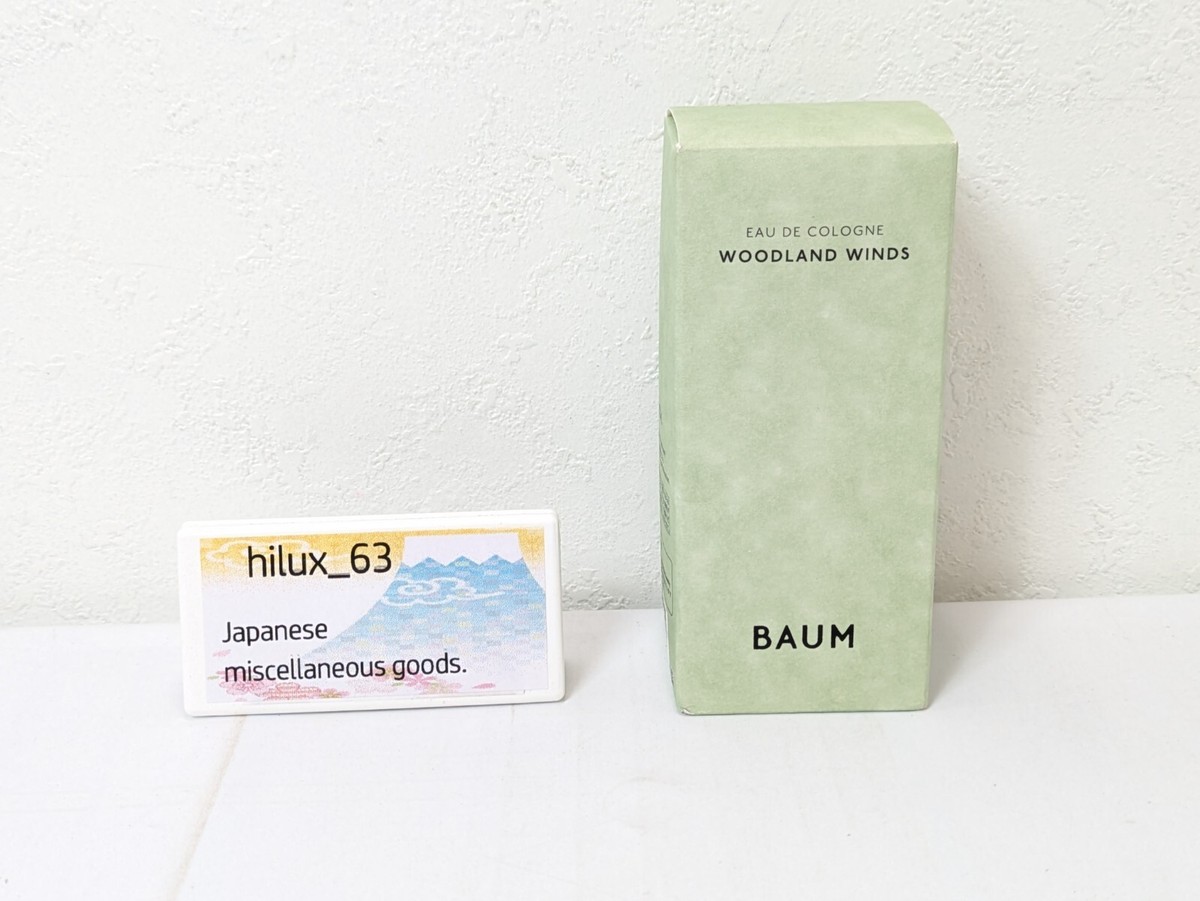 hilux_63
Japanese
miscellaneous goods.
EAU DE COLOGNE
WOODLAND WINDS
BAUM